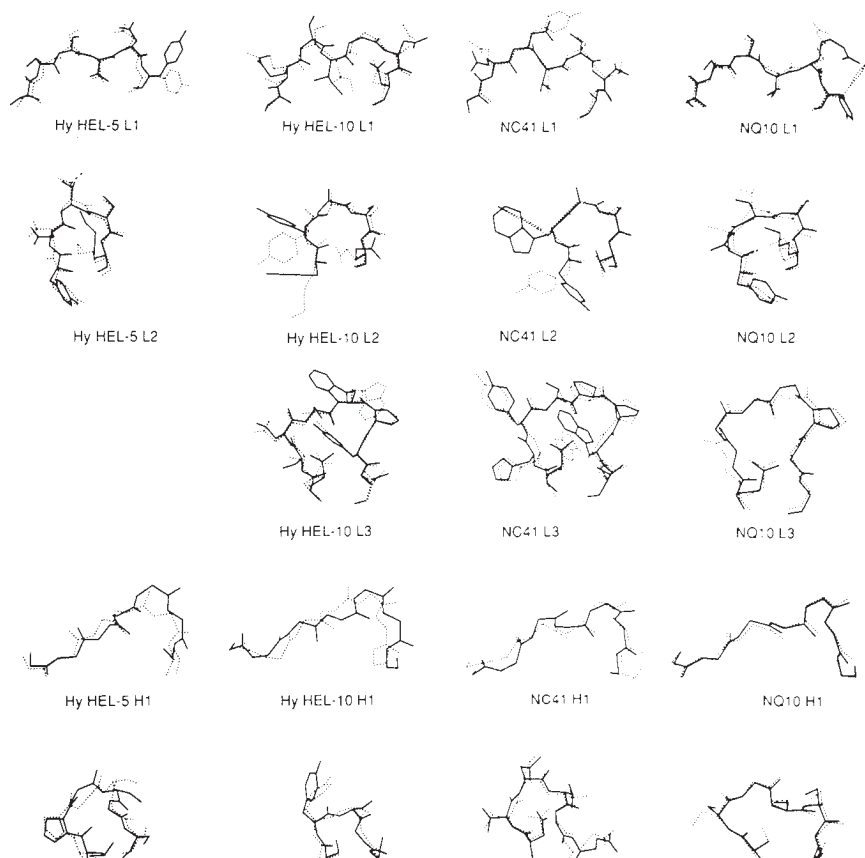 Hy HEL-5 L1
Hy HEL-10 L1
NC41 L1
NQ10 L1
Hy HEL-5 L2
Hy HEL-10 L2
NC41 L2
NQ10 L2
Hy HEL-10 L3
NC41 L3
NQ10 L3
Hy HEL-5 H1
Hy HEL-10 H1
NC41 H1
NQ10 H1